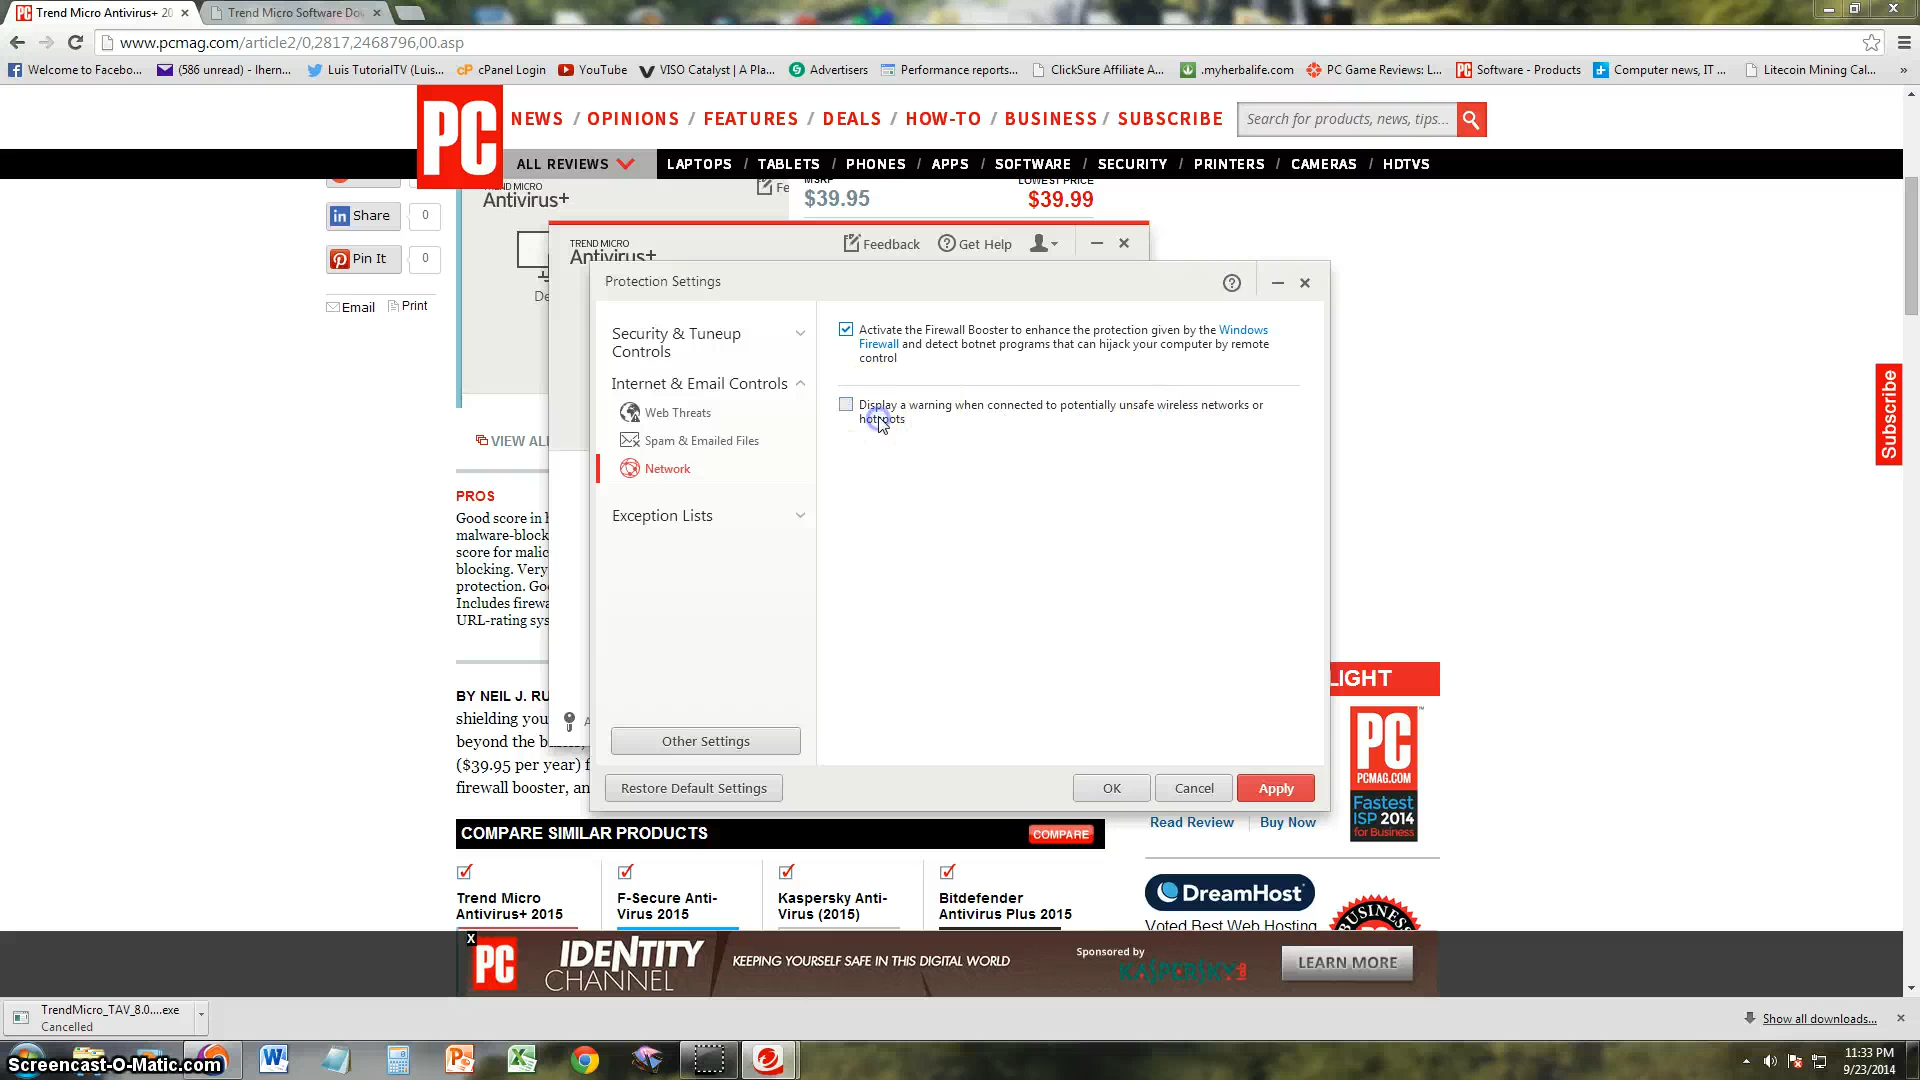 Trend Micro Antivirus+ 20
Trend Micro Software Do
www.pcmag.com/article2/0,2817,2468796,00.asp
Welcome to Facebo...
(586 unread) - lhern...
Luis TutorialTV (Luis...
cPanel Login
YouTube
VISO Catalyst | A Pla...
Advertisers
Performance reports...
ClickSure Affiliate A...
.myherbalife.com
PC Game Reviews: L...
Software - Products
Computer news, IT ...
Litecoin Mining Cal...
»
PC
NEWS / OPINIONS / FEATURES / DEALS / HOW-TO / BUSINESS / SUBSCRIBE
Search for products, news, tips...
ALL REVIEWS
LAPTOPS / TABLETS / PHONES / APPS / SOFTWARE / SECURITY / PRINTERS / CAMERAS / HDTVS
TREND MICRO
Antivirus+
Fe
MSRP
$39.95
LOWEST PRICE
$39.99
Share 0
Pin It 0
Email
Print
De
TREND MICRO
Antivirus+
Feedback
Get Help
Protection Settings
Security & Tuneup
Controls
Internet & Email Controls
Web Threats
Spam & Emailed Files
Network
Exception Lists
Other Settings
Activate the Firewall Booster to enhance the protection given by the Windows
Firewall and detect botnet programs that can hijack your computer by remote
control
Display a warning when connected to potentially unsafe wireless networks or
hotspots
Restore Default Settings
OK
Cancel
Apply
VIEW AL
PROS
Good score in h
malware-block
score for malic
blocking. Very
protection. Goo
Includes firewa
URL-rating sys
BY NEIL J. RU
shielding you
beyond the b
($39.95 per year) f
firewall booster, an
A
Subscribe
LIGHT
PC
PCMAG.COM
Fastest
ISP 2014
for Business
Read Review
Buy Now
COMPARE SIMILAR PRODUCTS
COMPARE
Trend Micro
Antivirus+ 2015
F-Secure Anti-
Virus 2015
Kaspersky Anti-
Virus (2015)
Bitdefender
Antivirus Plus 2015
DreamHost
Voted Best Web Hosting
BUSINESS
X
PC
IDENTITY
CHANNEL
KEEPING YOURSELF SAFE IN THIS DIGITAL WORLD
Sponsored by
KASPERSKY lab
LEARN MORE
TrendMicro_TAV_8.0....exe
Cancelled
Show all downloads...
Screencast-O-Matic.com
11:33 PM
9/23/2014